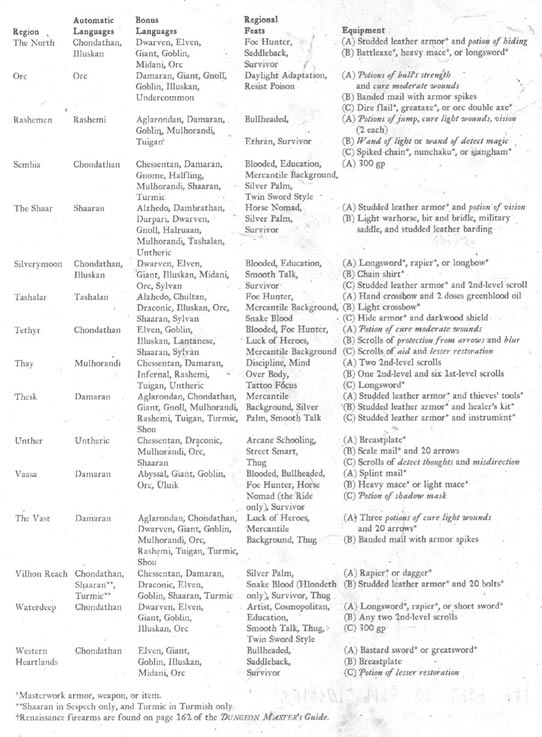 Automatic Bonus Regional
Region Languages Languages Feats Equipment
The North Chondathan, Dwarven, Elven, Foe Hunter, (A) Studded leather armor* and potion of hiding
Illuskan Giant, Goblin, Saddleback, (B) Battleaxe, heavy mace, or longsword*
Midani, Orc Survivor
Orc Orc Damaran, Giant, Gnoll, Daylight Adaptation, (A) Potions of bull's strength
Goblin, Illuskan, Resist Poison and cure moderate wounds
Undercommon (B) Banded mail with armor spikes
(C) Dire flail, greataxe, or orc double axe*
Rashemen Rashemi Aglarondan, Damaran, Bullheaded, (A) Potions of jump, cure light wounds, vision
Goblin, Mulhorandi, (2 each)
Tuigan Ethran, Survivor (B) Wand of light or wand of detect magic
(C) Spiked chain*, nunchaku*, or siangham*
Sembia Chondathan Chessentan, Damaran, Blooded, Education, (A) 300 gp
Gnome, Halfling, Mercantile Background,
Mulhorandi, Shaaran, Silver Palm,
Turmic Twin Sword Style
The Shaar Shaaran Alzhedo, Dambrathan, Horse Nomad, (A) Studded leather armor* and potion of vision
Durpari, Dwarven, Silver Palm, (B) Light warhorse, bit and bridle, military
Gnoll, Halruaan, Survivor saddle, and studded leather barding
Mulhorandi, Tashalan,
Untheric
Silverymoon Chondathan, Dwarven, Elven, Blooded, Education, (A) Longsword*, rapier*, or longbow*
Illuskan Giant, Illuskan, Midani, Smooth Talk, (B) Chain shirt*
Orc, Sylvan Survivor (C) Studded leather armor* and 2nd-level scroll
Tashalar Tashalan Alzhedo, Chultan, Foe Hunter, (A) Hand crossbow and 2 doses greenblood oil
Draconic, Illuskan, Orc, Mercantile Background, (B) Light crossbow*
Shaaran, Sylvan Snake Blood (C) Hide armor* and darkwood shield
Tethyr Chondathan Elven, Goblin, Blooded, Foe Hunter, (A) Potion of cure moderate wounds
Illuskan, Lantanese, Luck of Heroes, (B) Scrolls of protection from arrows and blur
Shaaran, Sylvan Mercantile Background (C) Scrolls of aid and lesser restoration
Thay Mulhorandi Chessentan, Damaran, Discipline, Mind (A) Two 2nd-level scrolls
Infernal, Rashemi, Over Body, (B) One 2nd-level and six 1st-level scrolls
Tuigan, Untheric Tattoo Focus (C) Longsword*
Thesk Damaran Aglarondan, Chondathan, Mercantile (A) Studded leather armor* and thieves' tools*
Giant, Gnoll, Mulhorandi, Background, Silver (B) Studded leather armor* and healer's kit*
Rashemi, Tuigan, Turmic, Palm, Smooth Talk (C) Studded leather armor* and instrument*
Shou
Unther Untheric Chessentan, Draconic, Arcane Schooling, (A) Breastplate*
Mulhorandi, Orc, Street Smart, (B) Scale mail* and 20 arrows
Shaaran Thug (C) Scrolls of detect thoughts and misdirection
Vaasa Damaran Abyssal, Giant, Goblin, Blooded, Bullheaded, (A) Splint mail*
Orc, Uluik Foe Hunter, Horse (B) Heavy mace* or light mace*
Nomad (the Ride (C) Potion of shadow mask
only), Survivor
The Vast Damaran Aglarondan, Chondathan, Luck of Heroes, (A) Three potions of cure light wounds
Dwarven, Giant, Goblin, Mercantile and 20 arrows*
Mulhorandi, Orc, Background, Thug (B) Banded mail with armor spikes
Rashemi, Tuigan, Turmic,
Shou
Vilhon Reach Chondathan, Chessentan, Damaran, Silver Palm, (A) Rapier* or dagger*
Shaaran**, Draconic, Elven, Snake Blood (Hlondeth (B) Studded leather armor* and 20 bolts*
Turmic** Goblin, Shaaran, Turmic only), Survivor, Thug
Waterdeep Chondathan Dwarven, Elven, Artist, Cosmopolitan, (A) Longsword*, rapier*, or short sword*
Giant, Goblin, Education, (B) Any two 2nd-level scrolls
Illuskan, Orc Smooth Talk, Thug, (C) 300 gp
Twin Sword Style
Western Chondathan Elven, Giant, Bullheaded, (A) Bastard sword* or greatsword*
Heartlands Goblin, Illuskan, Saddleback, (B) Breastplate
Midani, Orc Survivor (C) Potion of lesser restoration
*Masterwork armor, weapon, or item.
**Shaaran in Sespech only, and Turmic in Turmish only.
†Renaissance firearms are found on page 162 of the DUNGEON MASTER's Guide.